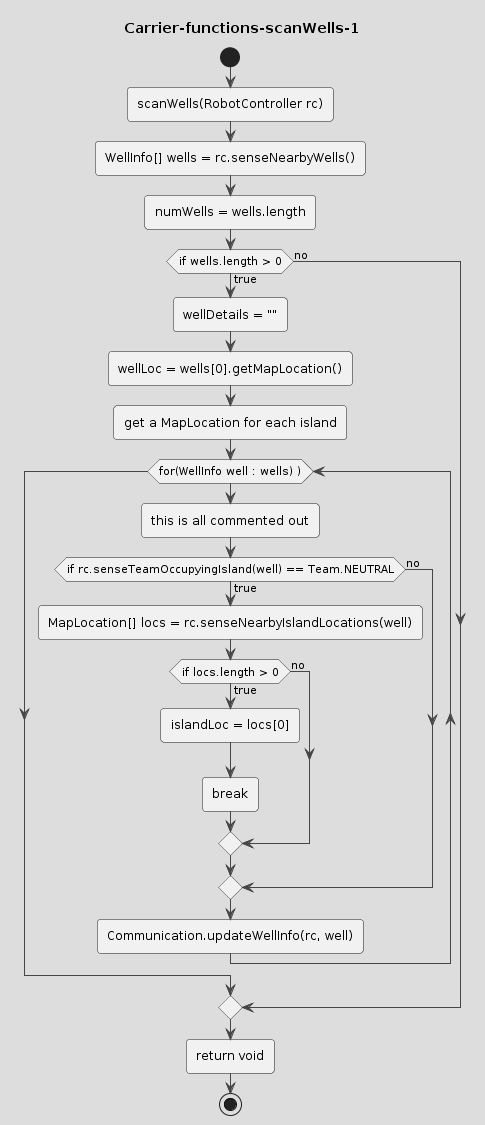 Carrier-functions-scanWells-1
scanWells(RobotController rc)
WellInfo[] wells = rc.senseNearbyWells()
numWells = wells.length
if wells.length > 0
no
true
wellDetails = ""
wellLoc = wells[0].getMapLocation()
get a MapLocation for each island
for(WellInfo well : wells) )
this is all commented out
if rc.senseTeamOccupyingIsland(well) == Team.NEUTRAL
no
true
MapLocation[] locs = rc.senseNearbyIslandLocations(well)
if locs.length > 0
no
true
islandLoc = locs[0]
break
Communication.updateWellInfo(rc, well)
return void